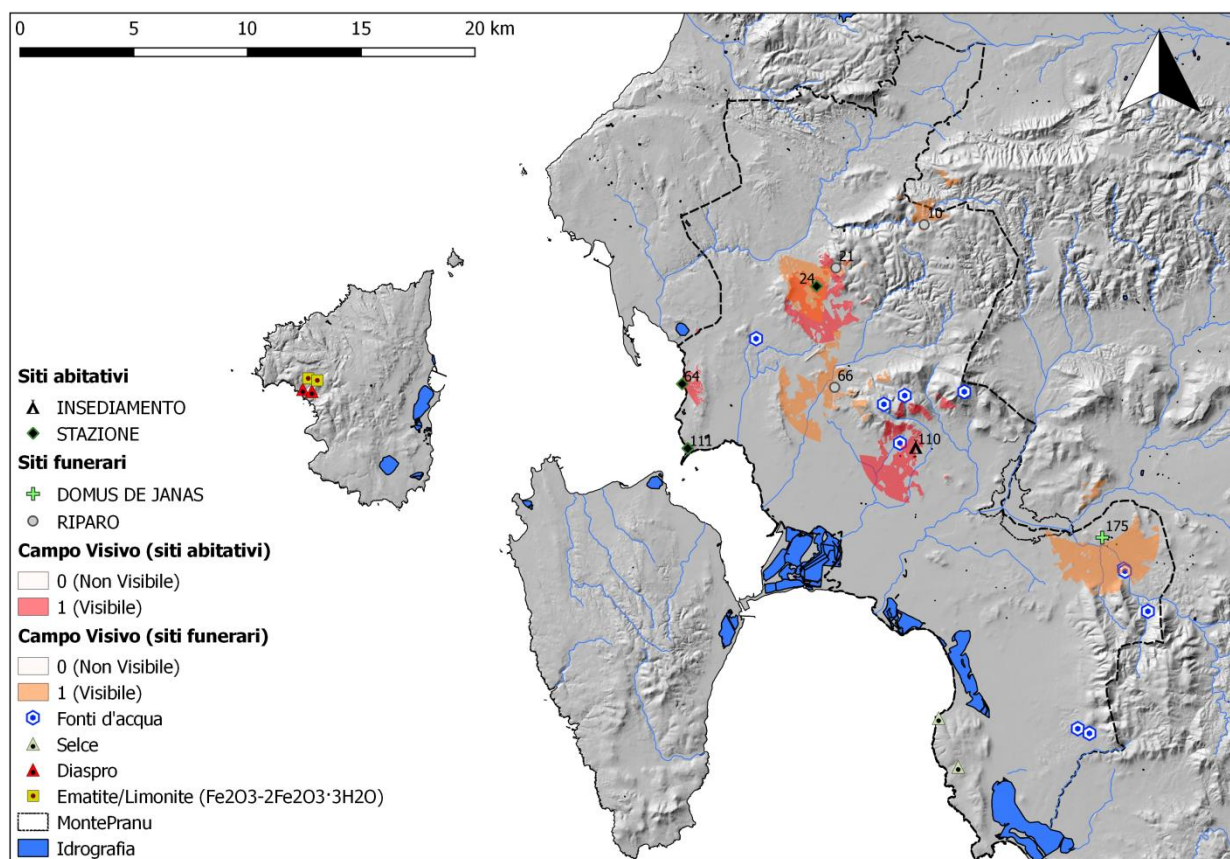 0 5 10 15 20 km
Siti abitativi
INSEDIAMENTO
STAZIONE
Siti funerari
DOMUS DE JANAS
RIPARO
Campo Visivo (siti abitativi)
0 (Non Visibile)
1 (Visibile)
Campo Visivo (siti funerari)
0 (Non Visibile)
1 (Visibile)
Fonti d'acqua
Selce
Diaspro
Ematite/Limonite (Fe2O3-2Fe2O3·3H2O)
MontePranu
Idrografia
10
21
24
64
66
111
110
175